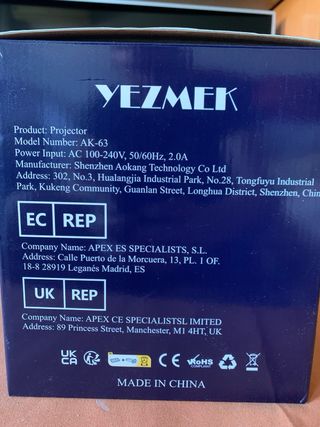 YEZMEK
Product: Projector
Model Number: AK-63
Power Input: AC 100-240V, 50/60Hz, 2.0A
Manufacturer: Shenzhen Aokang Technology Co Ltd
Address: 302, No.3, Hualangjia Industrial Park, No.28, Tongfuyu Industrial
Park, Kukeng Community, Guanlan Street, Longhua District, Shenzhen, Chin
EC REP
Company Name: APEX ES SPECIALISTS, S.L.
Address: Calle Puerto de la Morcuera, 13, PL. 1 OF.
18-8 28919 Leganés Madrid, ES
UK REP
Company Name: APEX CE SPECIALISTSL IMITED
Address: 89 Princess Street, Manchester, M1 4HT, UK
UK CA RoHS COMPLIANT
MADE IN CHINA